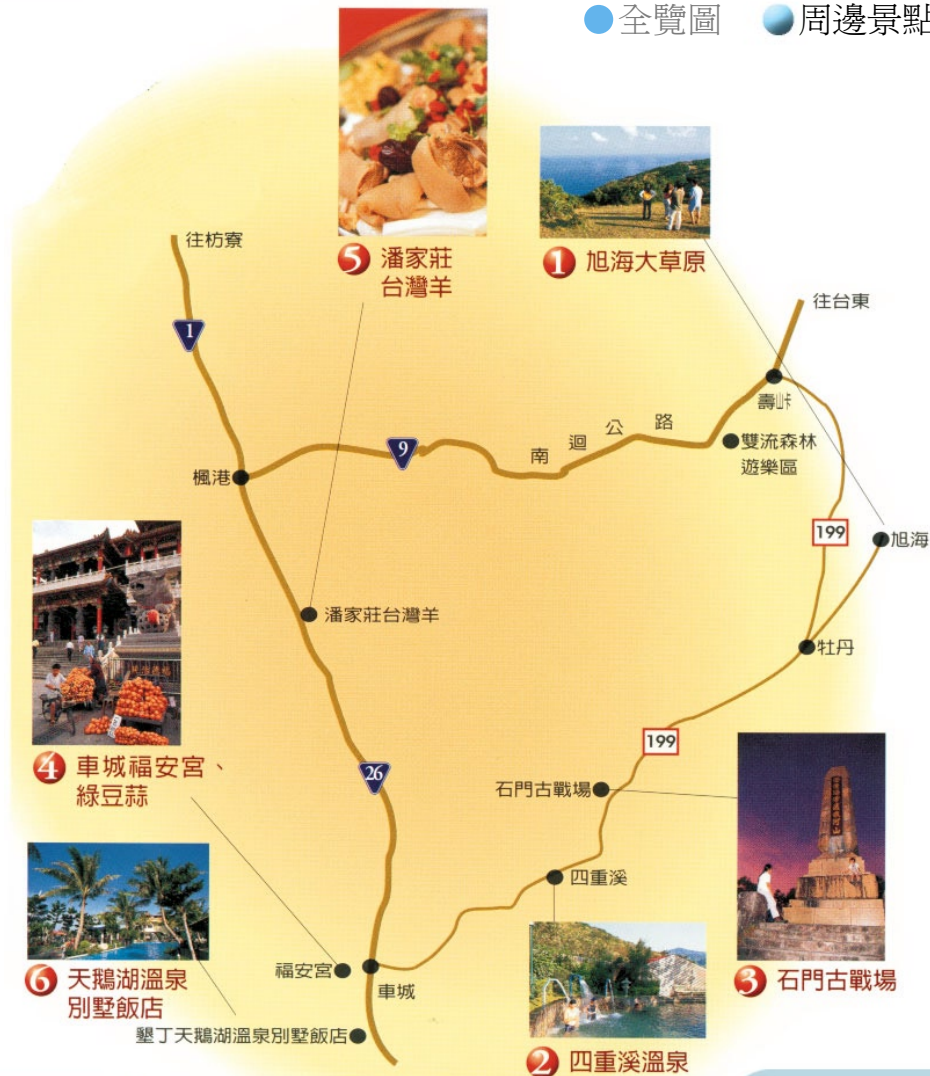 全覽圖
周邊景點
往枋寮
5 潘家莊
台灣羊
1 旭海大草原
往台東
1
壽峠
南迴公路
9
雙流森林
遊樂區
楓港
199
旭海
潘家莊台灣羊
牡丹
199
4 車城福安宮、
綠豆蒜
26
石門古戰場
四重溪
6 天鵝湖溫泉
別墅飯店
福安宮
車城
3 石門古戰場
墾丁天鵝湖溫泉別墅飯店
2 四重溪溫泉